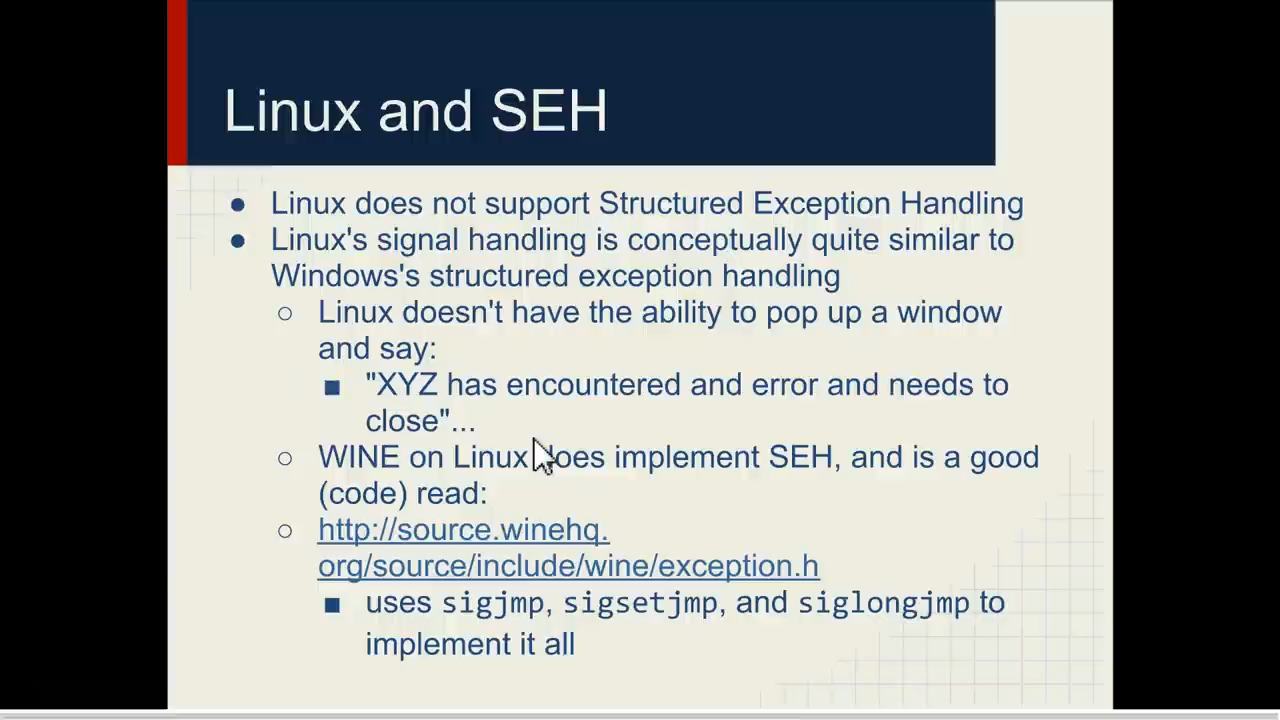 Linux and SEH
● Linux does not support Structured Exception Handling
● Linux's signal handling is conceptually quite similar to
Windows's structured exception handling
○ Linux doesn't have the ability to pop up a window
and say:
■ "XYZ has encountered and error and needs to
close"...
○ WINE on Linux does implement SEH, and is a good
(code) read:
○ http://source.winehq.
org/source/include/wine/exception.h
■ uses sigjmp, sigsetjmp, and siglongjmp to
implement it all